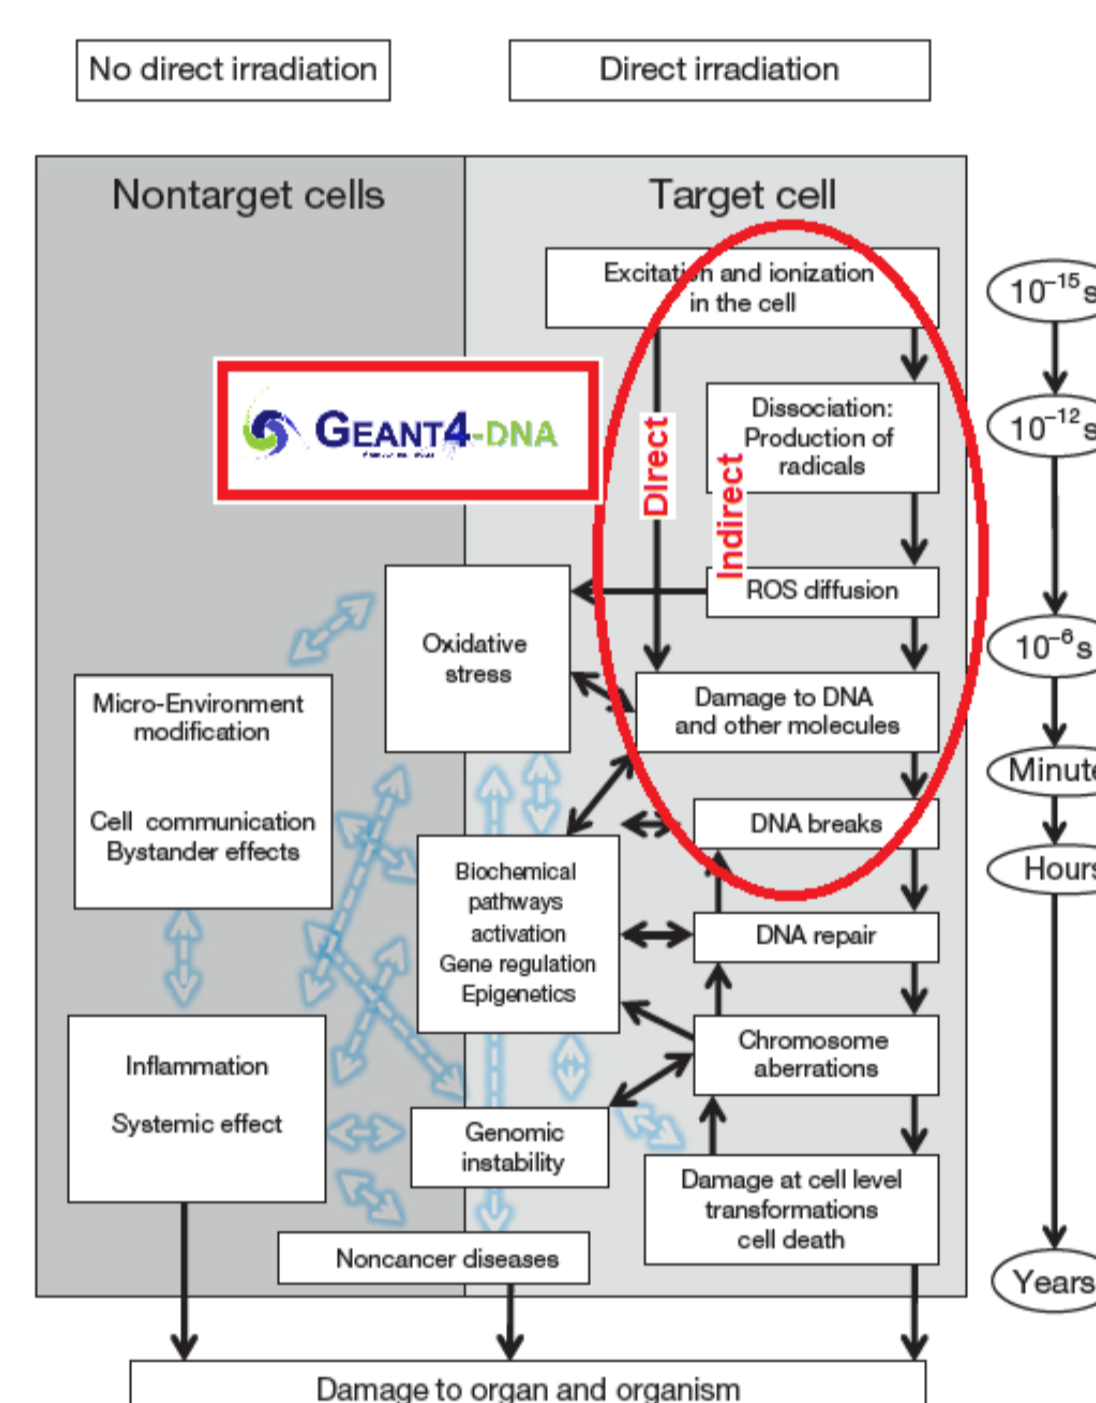 No direct irradiation
Direct irradiation
Nontarget cells
Target cell
Excitation and ionization
in the cell
10⁻¹⁵s
GEANT4-DNA
Dissociation:
Production of
radicals
10⁻¹²s
Direct
Indirect
ROS diffusion
Oxidative
stress
10⁻⁶s
Damage to DNA
and other molecules
Micro-Environment
modification
Cell communication
Bystander effects
Minute
DNA breaks
Hours
Biochemical
pathways
activation
Gene regulation
Epigenetics
DNA repair
Chromosome
aberrations
Inflammation
Systemic effect
Genomic
instability
Damage at cell level
transformations
cell death
Noncancer diseases
Years
Damage to organ and organism